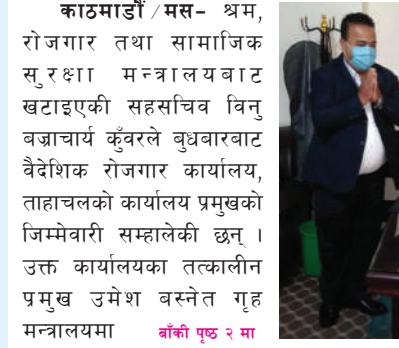 काठमाडौं/मस– श्रम,
रोजगार तथा सामाजिक
सुरक्षा मन्त्रालयबाट
खटाइएकी सहसचिव विनु
बज्राचार्य कुँवरले बुधबारबाट
वैदेशिक रोजगार कार्यालय,
ताहाचलको कार्यालय प्रमुखको
जिम्मेवारी सम्हालेकी छन् ।
उक्त कार्यालयका तत्कालीन
प्रमुख उमेश बस्नेत गृह
मन्त्रालयमा बाँकी पृष्ठ २ मा